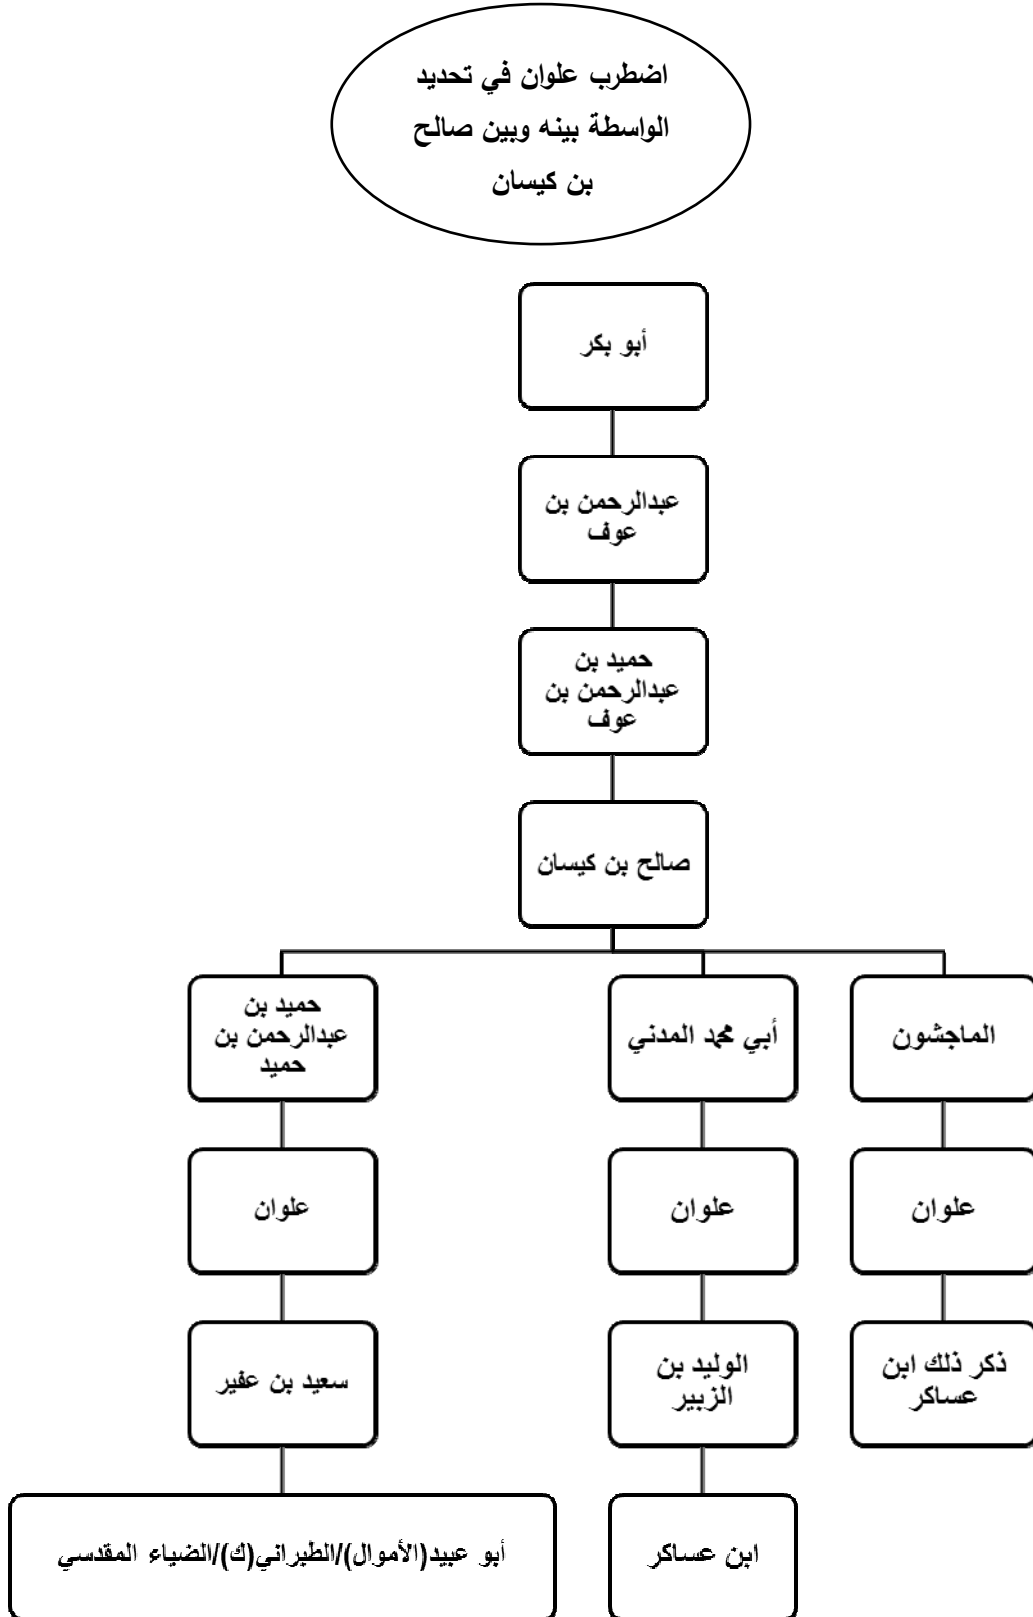 اضطرب علوان في تحديد
الواسطة بينه وبين صالح
بن كيسان
أبو بكر
عبدالرحمن بن
عوف
حميد بن
عبدالرحمن بن
عوف
صالح بن كيسان
الماجشون
أبي محمد المدني
حميد بن
عبدالرحمن بن
حميد
علوان
علوان
علوان
ذكر ذلك ابن
عساكر
الوليد بن
الزبير
سعيد بن عفير
ابن عساكر
أبو عبيد(الأموال)/الطبراني(ك)/الضياء المقدسي